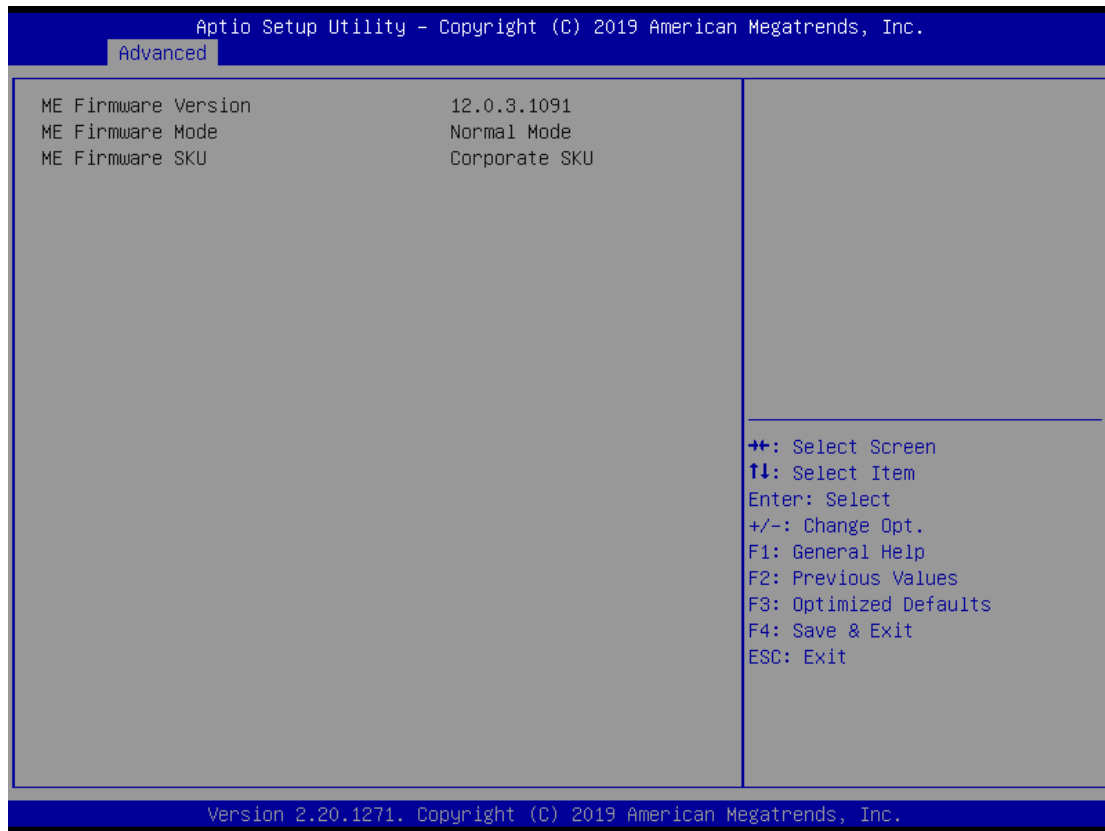 Aptio Setup Utility – Copyright (C) 2019 American Megatrends, Inc.
Advanced
ME Firmware Version 12.0.3.1091
ME Firmware Mode Normal Mode
ME Firmware SKU Corporate SKU
→←: Select Screen
↑↓: Select Item
Enter: Select
+/-: Change Opt.
F1: General Help
F2: Previous Values
F3: Optimized Defaults
F4: Save & Exit
ESC: Exit
Version 2.20.1271. Copyright (C) 2019 American Megatrends, Inc.